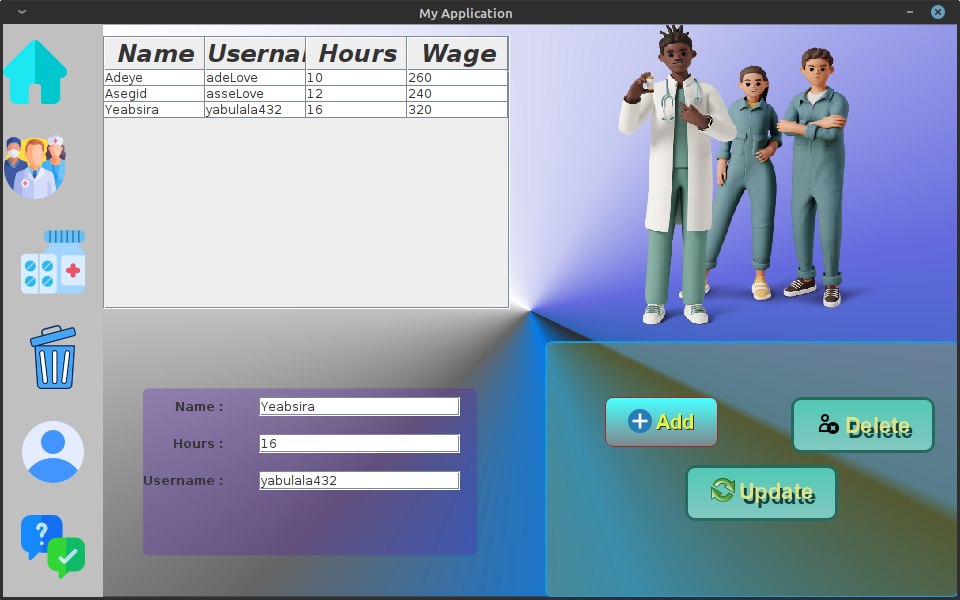 My Application
Name Userna Hours Wage
Adeye adeLove 10 260
Asegid asseLove 12 240
Yeabsira yabulala432 16 320
Name : Yeabsira
Hours : 16
Username : yabulala432
Add
Delete
Update
?